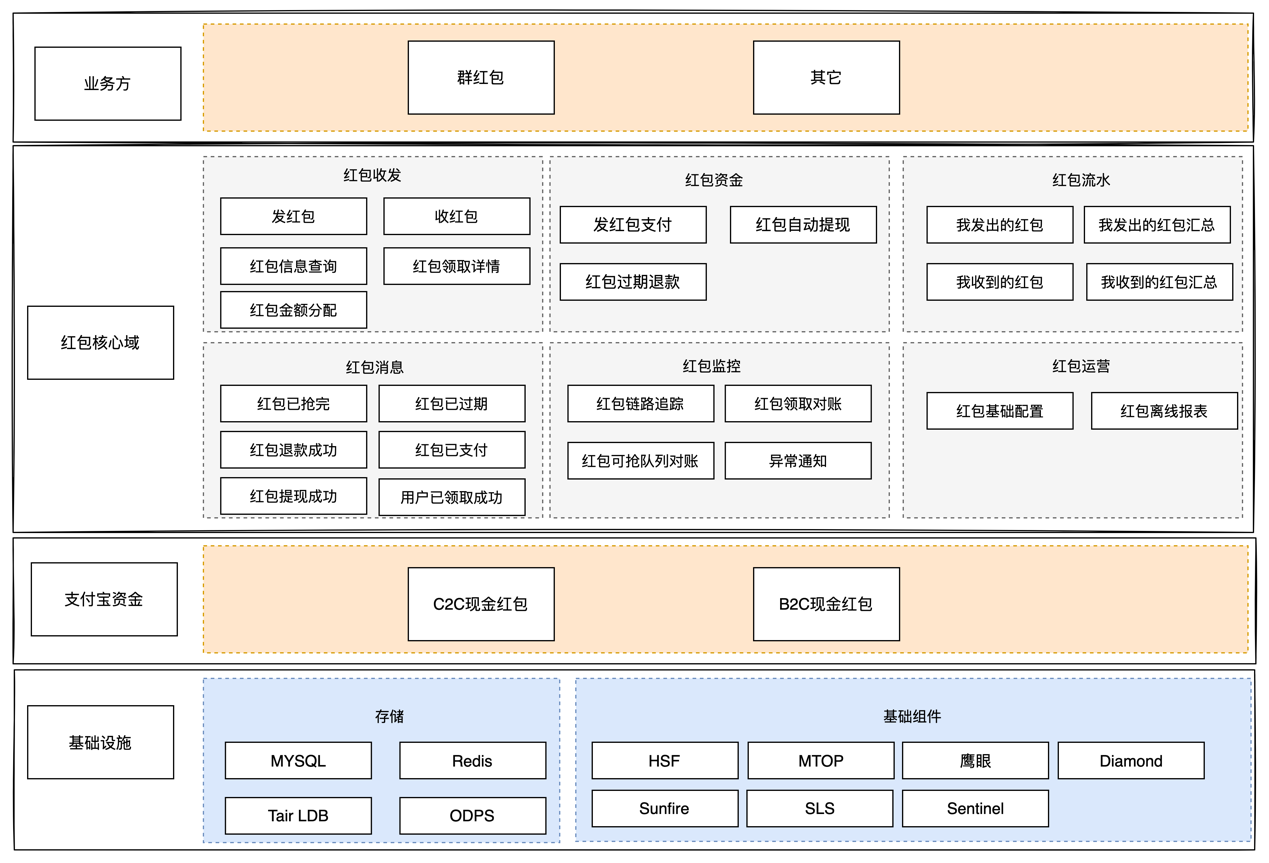 业务方
群红包
其它
红包核心域
红包收发
发红包
收红包
红包信息查询
红包领取详情
红包金额分配
红包资金
发红包支付
红包自动提现
红包过期退款
红包流水
我发出的红包
我发出的红包汇总
我收到的红包
我收到的红包汇总
红包消息
红包已抢完
红包已过期
红包退款成功
红包已支付
红包提现成功
用户已领取成功
红包监控
红包链路追踪
红包领取对账
红包可抢队列对账
异常通知
红包运营
红包基础配置
红包离线报表
支付宝资金
C2C现金红包
B2C现金红包
基础设施
存储
MYSQL
Redis
Tair LDB
ODPS
基础组件
HSF
MTOP
鹰眼
Diamond
Sunfire
SLS
Sentinel